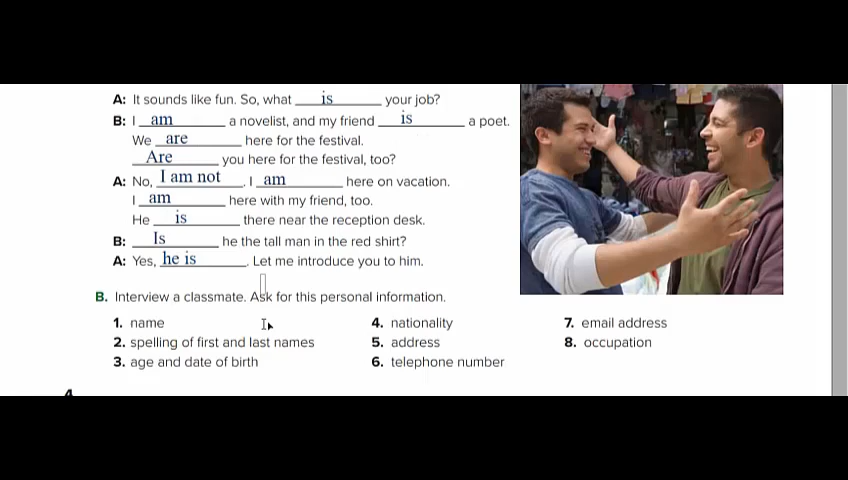 A: It sounds like fun. So, what is your job?
B: I am a novelist, and my friend is a poet.
We are here for the festival.
Are you here for the festival, too?
A: No, I am not. I am here on vacation.
I am here with my friend, too.
He is there near the reception desk.
B: Is he the tall man in the red shirt?
A: Yes, he is. Let me introduce you to him.
B. Interview a classmate. Ask for this personal information.
1. name 4. nationality 7. email address
2. spelling of first and last names 5. address 8. occupation
3. age and date of birth 6. telephone number